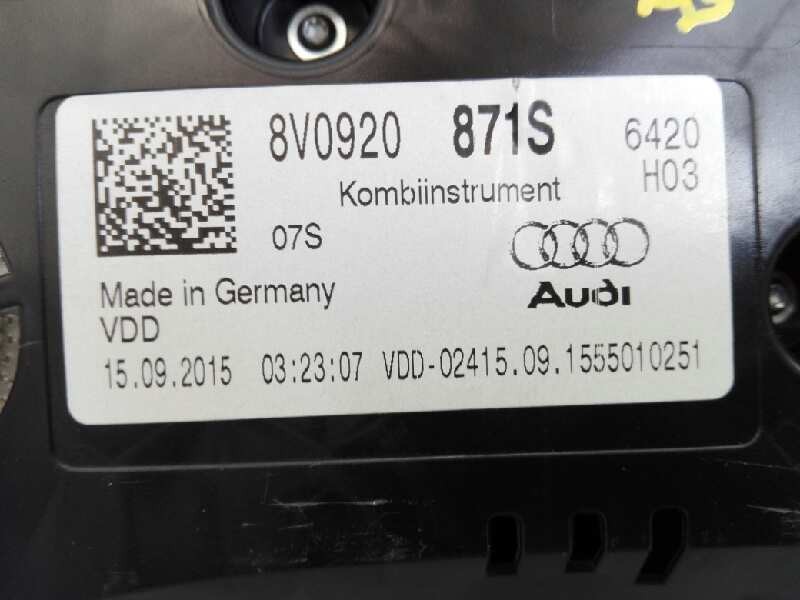 8V0920 871S 6420
Kombiinstrument H03
07S
Audi
Made in Germany
VDD
15.09.2015 03:23:07 VDD-02415.09.1555010251